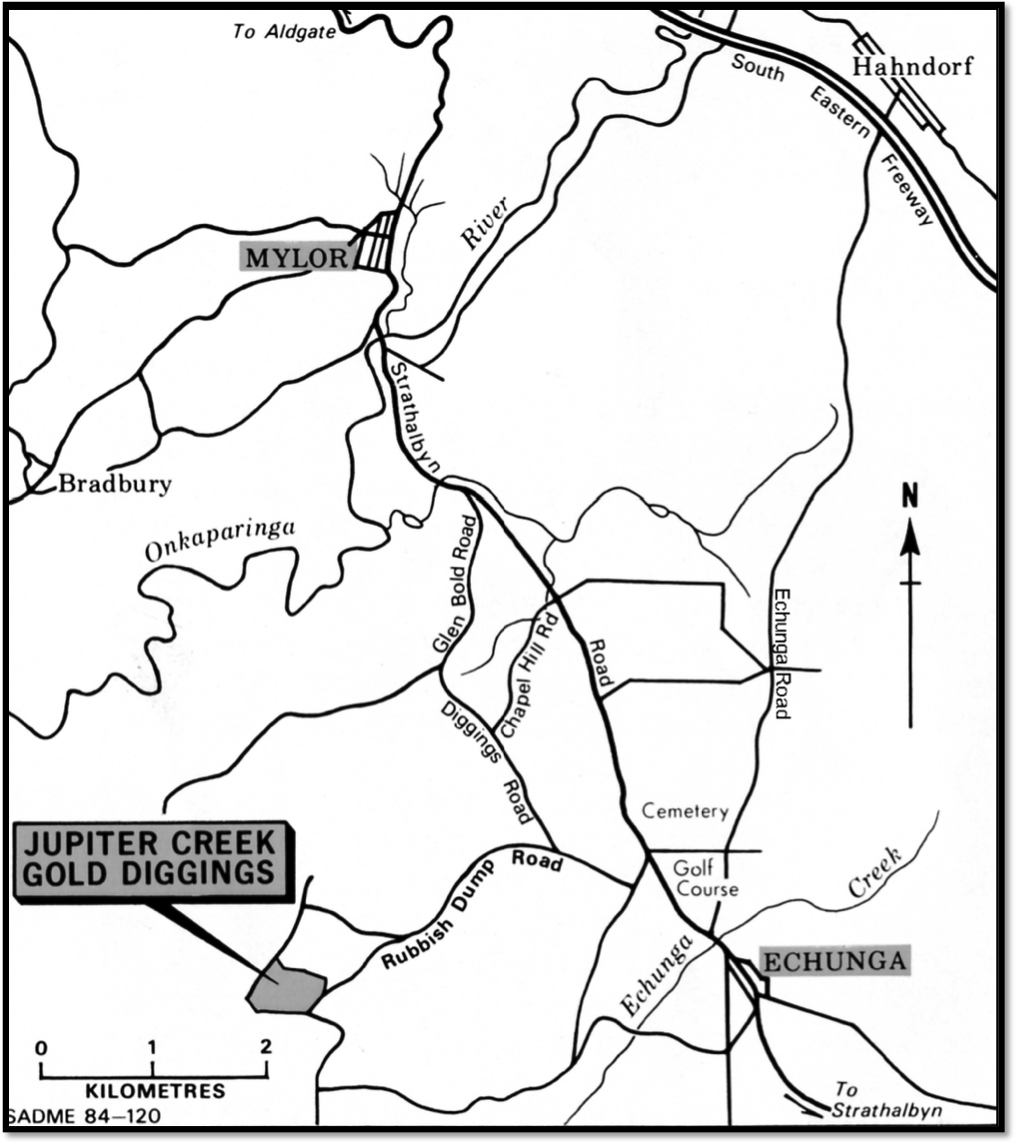 To Aldgate
Hahndorf
South
Eastern
Freeway
River
MYLOR
Strathalbyn
Bradbury
N
Onkaparinga
Glen Bold Road
Echunga Road
Chapel Hill Rd
Road
Diggings
Road
Cemetery
JUPITER CREEK
GOLD DIGGINGS
Rubbish Dump Road
Golf
Course
Creek
Echunga
ECHUNGA
0 1 2
KILOMETRES
SADME 84–120
To
Strathalbyn